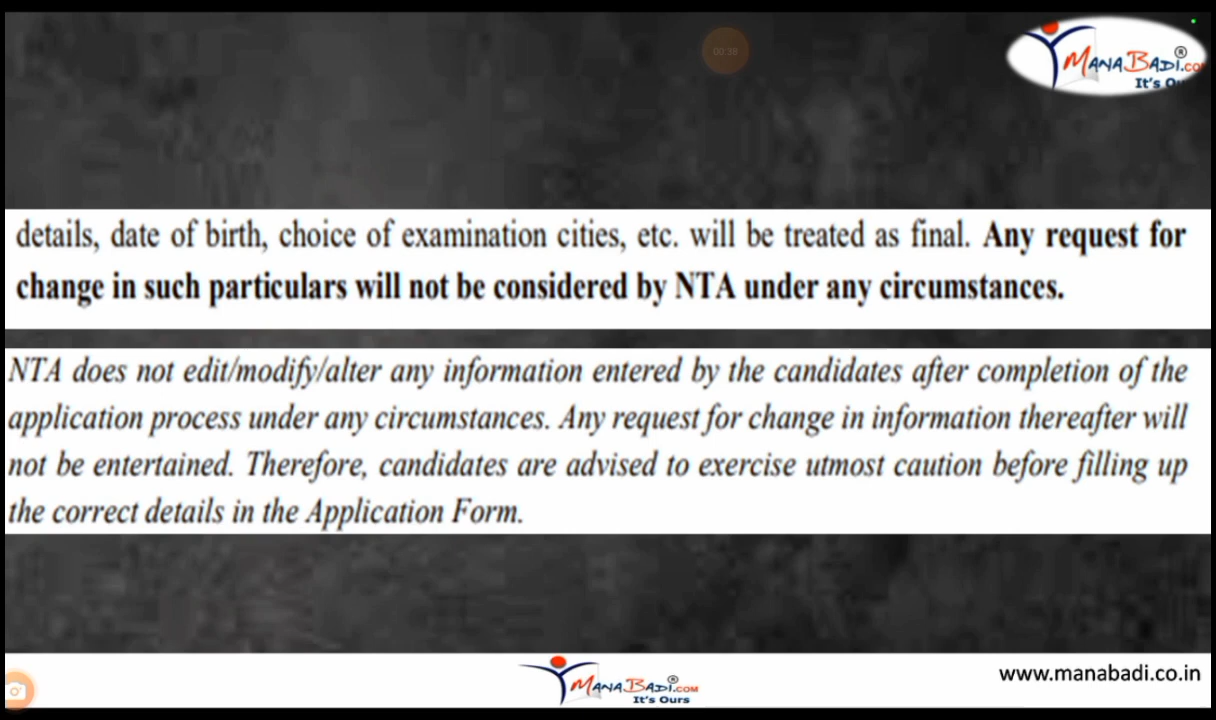 00:38
MANABADI.CO
®
It's O
details, date of birth, choice of examination cities, etc. will be treated as final. Any request for
change in such particulars will not be considered by NTA under any circumstances.
NTA does not edit/modify/alter any information entered by the candidates after completion of the
application process under any circumstances. Any request for change in information thereafter will
not be entertained. Therefore, candidates are advised to exercise utmost caution before filling up
the correct details in the Application Form.
MANABADI.COM
®
It's Ours
www.manabadi.co.in